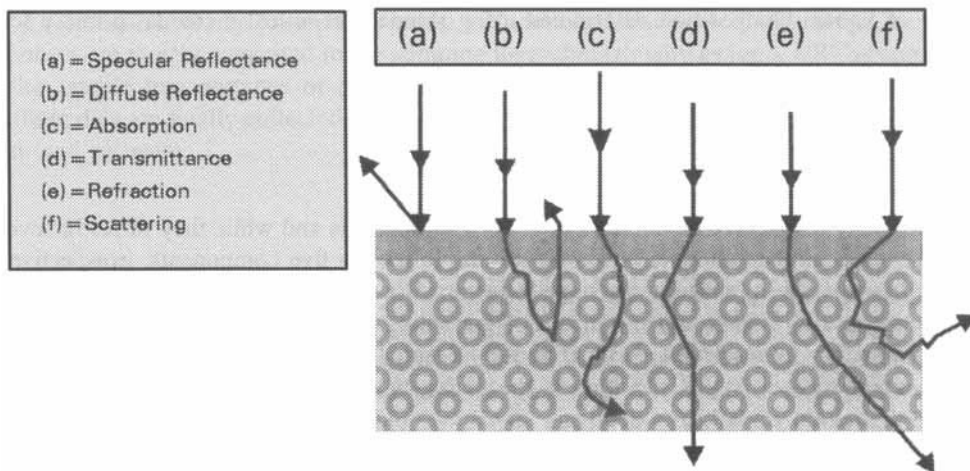 (a) = Specular Reflectance
(b) = Diffuse Reflectance
(c) = Absorption
(d) = Transmittance
(e) = Refraction
(f) = Scattering
(a) (b) (c) (d) (e) (f)